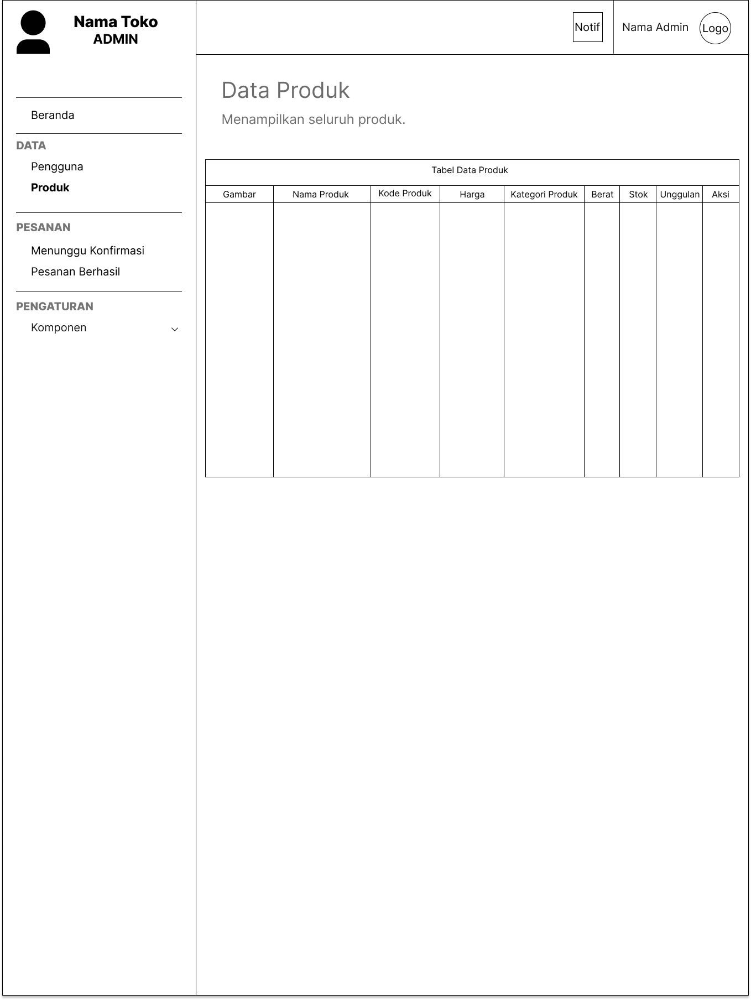 Nama Toko
ADMIN
Notif
Nama Admin
Logo
Beranda
DATA
Pengguna
Produk
PESANAN
Menunggu Konfirmasi
Pesanan Berhasil
PENGATURAN
Komponen
Data Produk
Menampilkan seluruh produk.
Tabel Data Produk
Gambar Nama Produk Kode Produk Harga Kategori Produk Berat Stok Unggulan Aksi